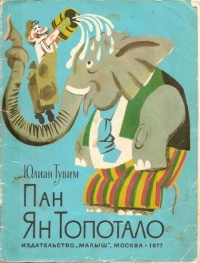 Юлиан Тувим
ПАН
ЯН ТОПОТАЛО
ИЗДАТЕЛЬСТВО „МАЛЫШ", МОСКВА · 1977